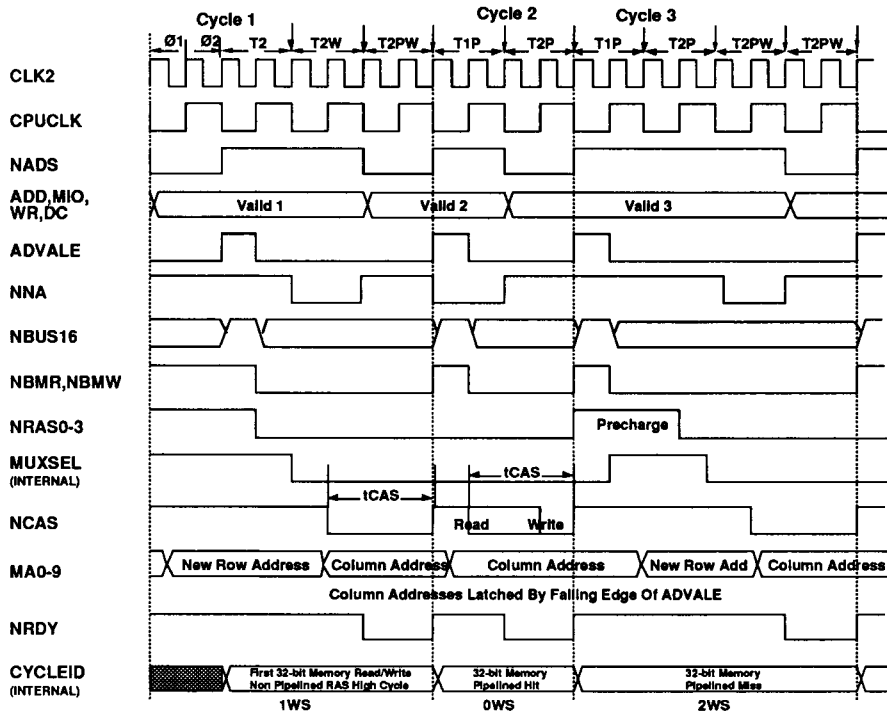 Cycle 1 Cycle 2 Cycle 3
Ø1 Ø2 T2 T2W T2PW T1P T2P T1P T2P T2PW T2PW
CLK2
CPUCLK
NADS
ADD,MIO,
WR,DC
Valid 1 Valid 2 Valid 3
ADVALE
NNA
NBUS16
NBMR,NBMW
NRAS0-3
Precharge
MUXSEL
(INTERNAL)
tCAS tCAS
NCAS
Read Write
MA0-9
New Row Address Column Address Column Address New Row Add Column Address
Column Addresses Latched By Falling Edge Of ADVALE
NRDY
CYCLEID
(INTERNAL)
First 32-bit Memory Read/Write
Non Pipelined RAS High Cycle
32-bit Memory
Pipelined Hit
32-bit Memory
Pipelined Miss
1WS 0WS 2WS